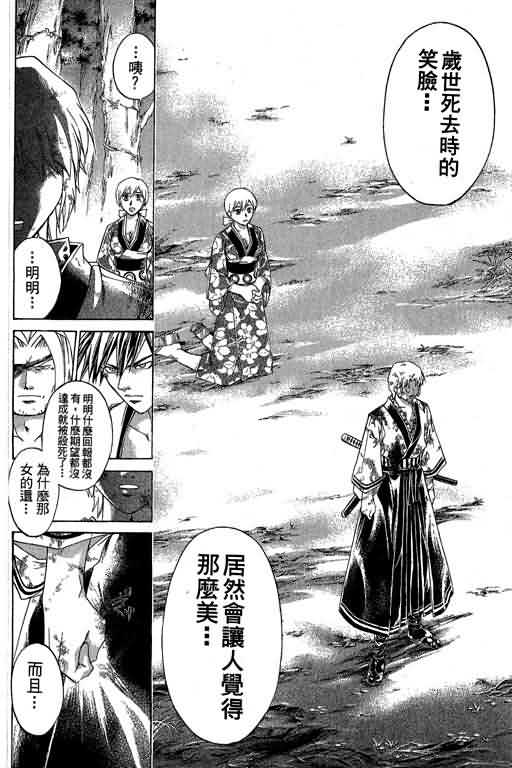 歲世死去時的
笑臉…
居然會讓人覺得
那麼美…
…咦?
…明明…
明明什麼回報都沒
有,什麼期望都沒
達成就被殺死了…
為什麼那
女的還…
而且…